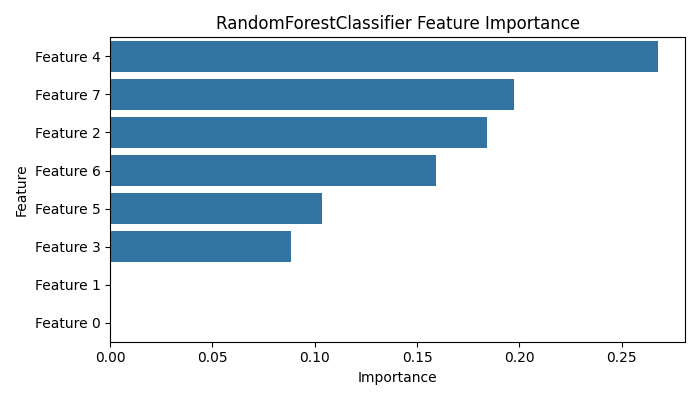 RandomForestClassifier Feature Importance
Feature 4
Feature 7
Feature 2
Feature 6
Feature 5
Feature 3
Feature 1
Feature 0
Feature
0.00 0.05 0.10 0.15 0.20 0.25
Importance